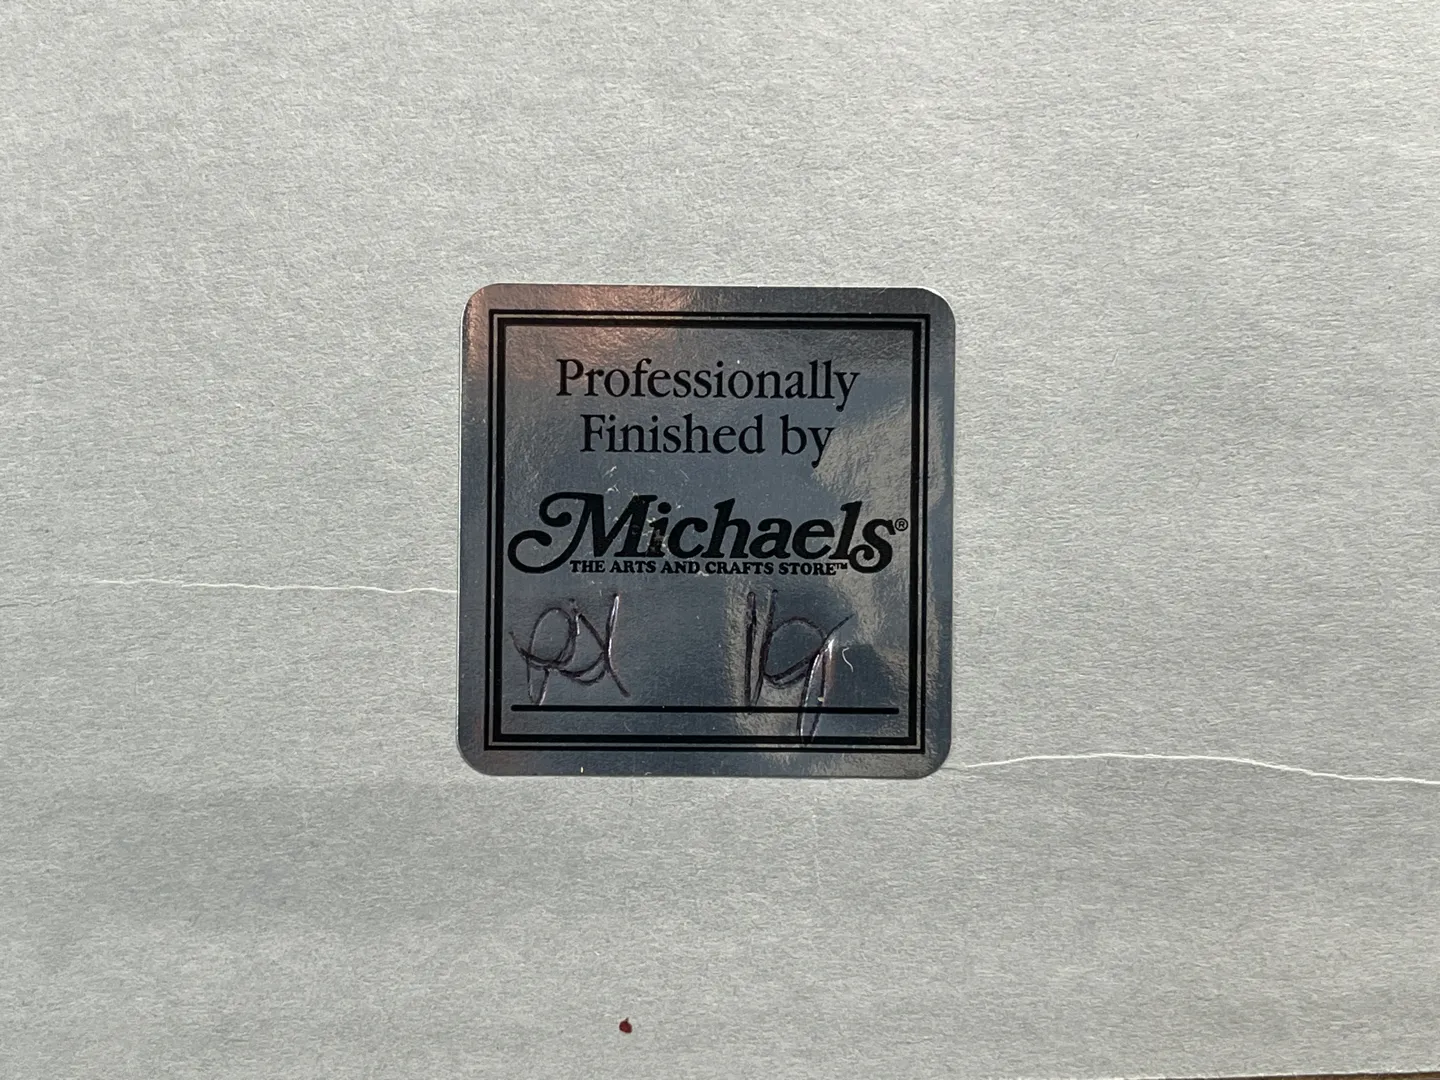 Professionally
Finished by
Michaels®
THE ARTS AND CRAFTS STORE™